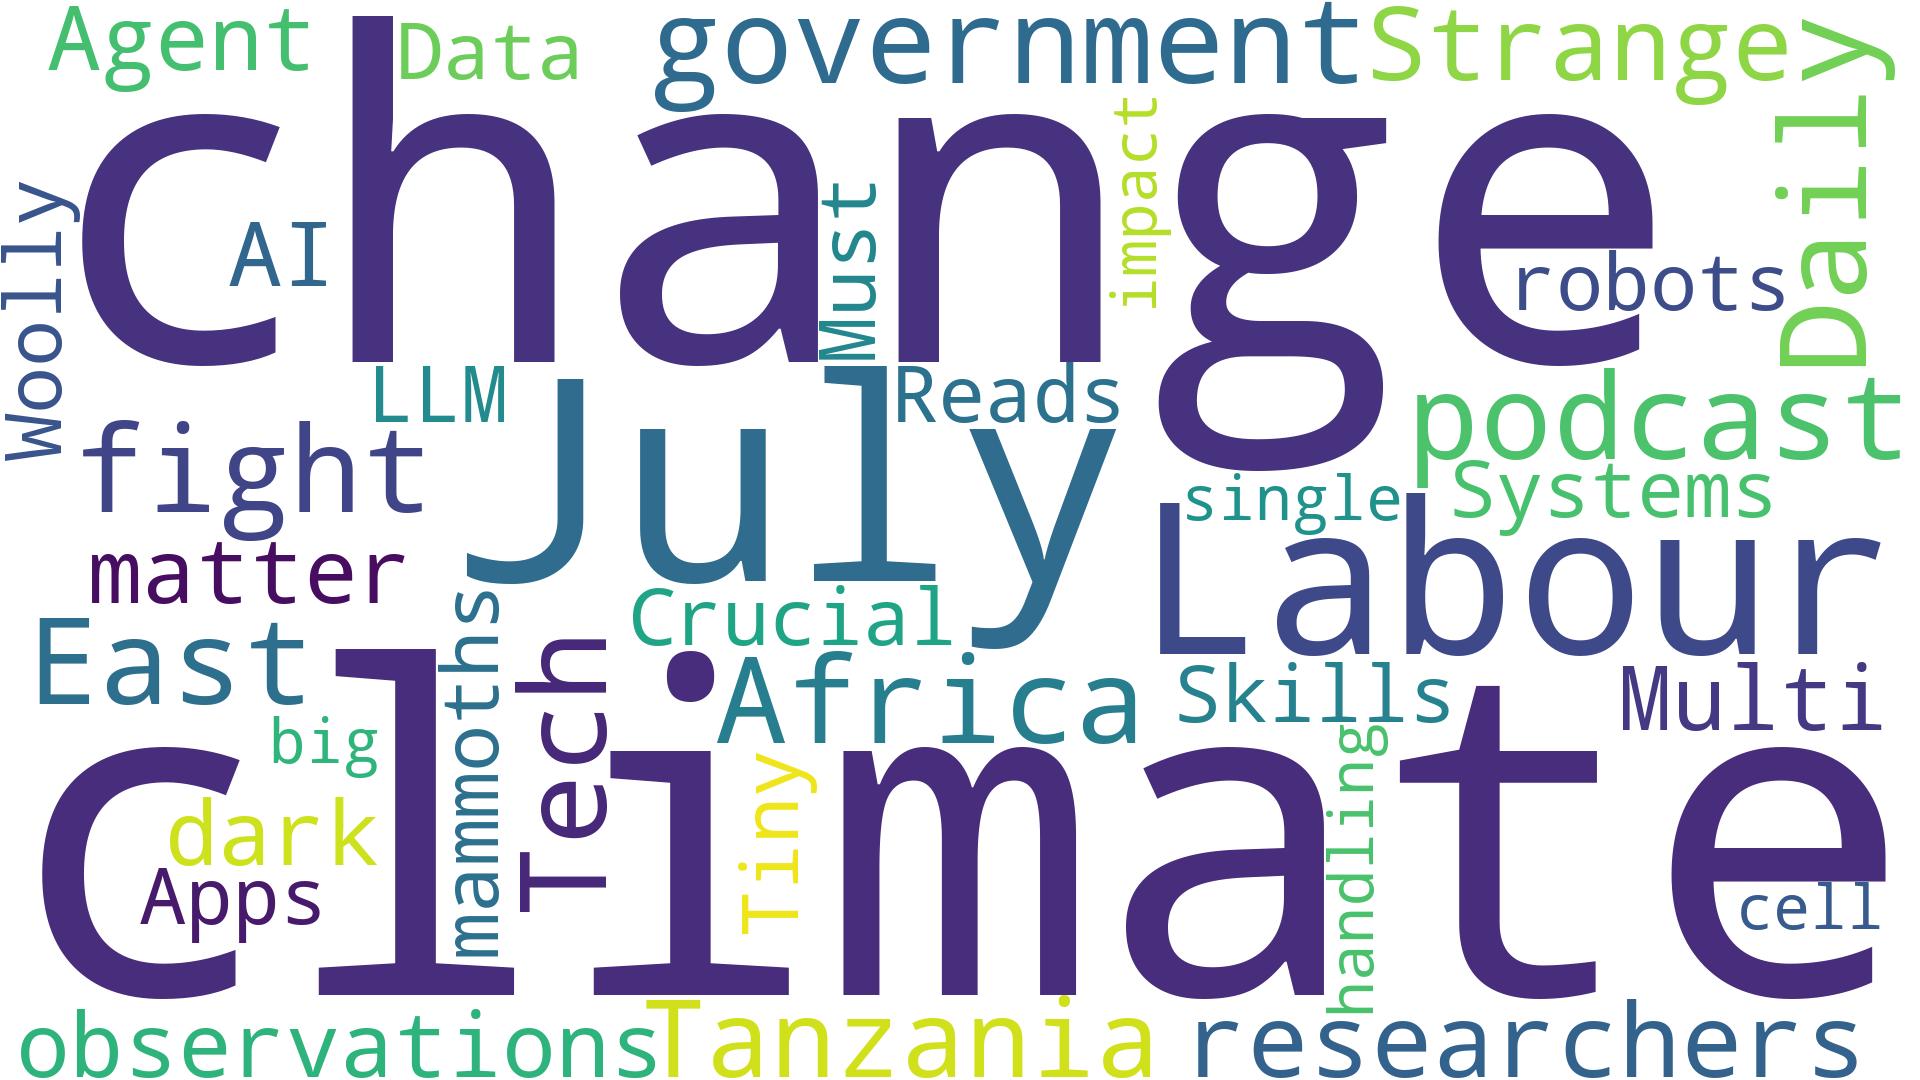 Agent
Data
government
Strange
Daily
change
impact
Must
Woolly
AI
robots
LLM
Reads
July
podcast
fight
single
Systems
Labour
matter
Crucial
East
mammoths
Tech
Africa
Skills
Multi
climate
big
handling
Tiny
dark
Apps
cell
observations
Tanzania
researchers